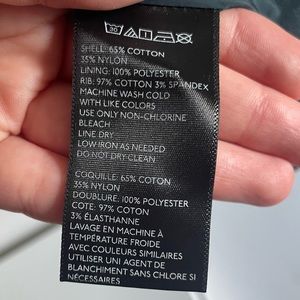 SHELL: 65% COTTON
35% NYLON
LINING: 100% POLYESTER
RIB: 97% COTTON 3% SPANDEX
MACHINE WASH COLD
WITH LIKE COLORS
USE ONLY NON-CHLORINE
BLEACH
LINE DRY
LOW IRON AS NEEDED
DO NOT DRY CLEAN
COQUILLE: 65% COTON
35% NYLON
DOUBLURE: 100% POLYESTER
COTE: 97% COTON
3% ÉLASTHANNE
LAVAGE EN MACHINE À
TEMPÉRATURE FROIDE
AVEC COULEURS SIMILAIRES
UTILISER UNI AGENT DE
BLANCHIMENT SANS CHLORE SI
NÉCESSAIRES